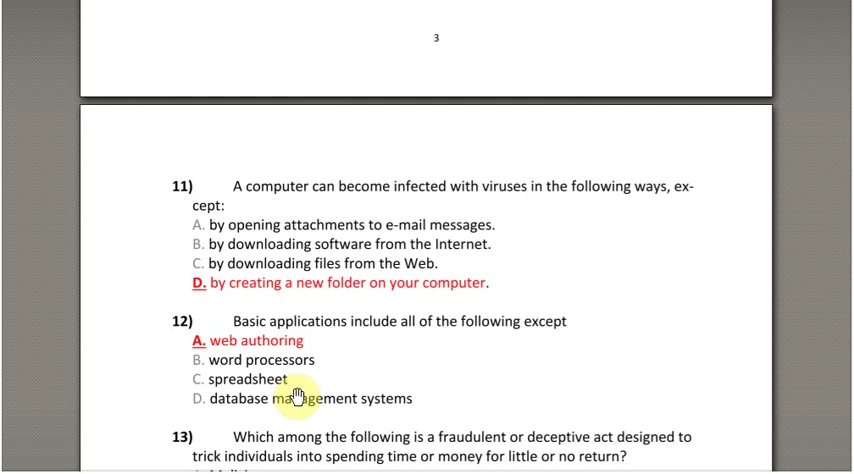 3
11) A computer can become infected with viruses in the following ways, ex-
cept:
A. by opening attachments to e-mail messages.
B. by downloading software from the Internet.
C. by downloading files from the Web.
D. by creating a new folder on your computer.
12) Basic applications include all of the following except
A. web authoring
B. word processors
C. spreadsheet
D. database management systems
13) Which among the following is a fraudulent or deceptive act designed to
trick individuals into spending time or money for little or no return?